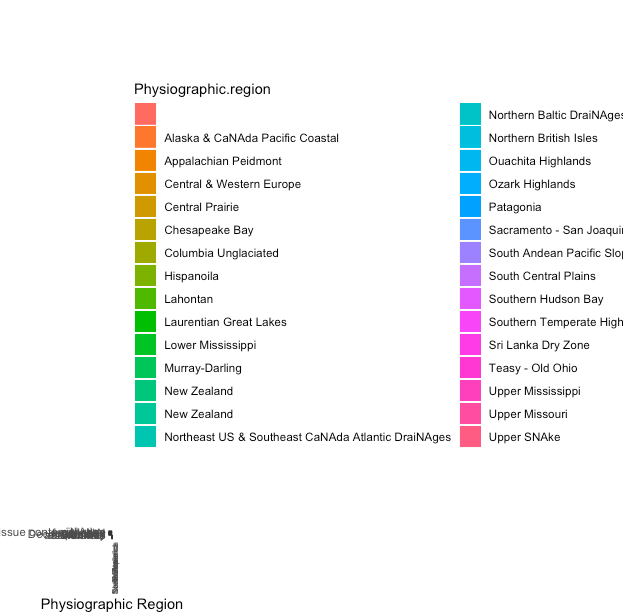 Physiographic.region
Alaska & CaNAda Pacific Coastal
Appalachian Peidmont
Central & Western Europe
Central Prairie
Chesapeake Bay
Columbia Unglaciated
Hispanoila
Lahontan
Laurentian Great Lakes
Lower Mississippi
Murray-Darling
New Zealand
New Zealand
Northeast US & Southeast CaNAda Atlantic DraiNAges
Northern Baltic DraiNAges
Northern British Isles
Ouachita Highlands
Ozark Highlands
Patagonia
Sacramento - San Joaquin
South Andean Pacific Slop
South Central Plains
Southern Hudson Bay
Southern Temperate High
Sri Lanka Dry Zone
Teasy - Old Ohio
Upper Mississippi
Upper Missouri
Upper SNAke
Physiographic Region